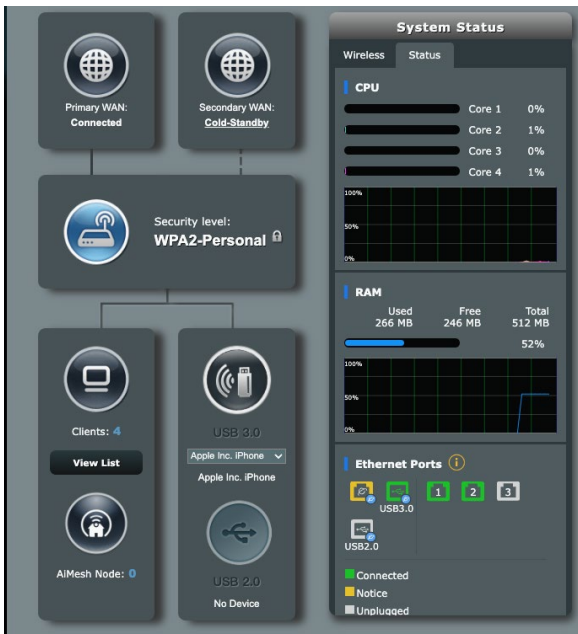 Primary WAN:
Connected
Secondary WAN:
Cold-Standby
Security level:
WPA2-Personal
Clients: 4
View List
AiMesh Node: 0
USB 3.0
Apple Inc. iPhone
Apple Inc. iPhone
USB 2.0
No Device
System Status
Wireless Status
CPU
Core 1 0%
Core 2 1%
Core 3 0%
Core 4 1%
100%
50%
0%
RAM
Used Free Total
266 MB 246 MB 512 MB
52%
100%
50%
0%
Ethernet Ports
1 2 3
USB3.0
USB2.0
Connected
Notice
Unplugged